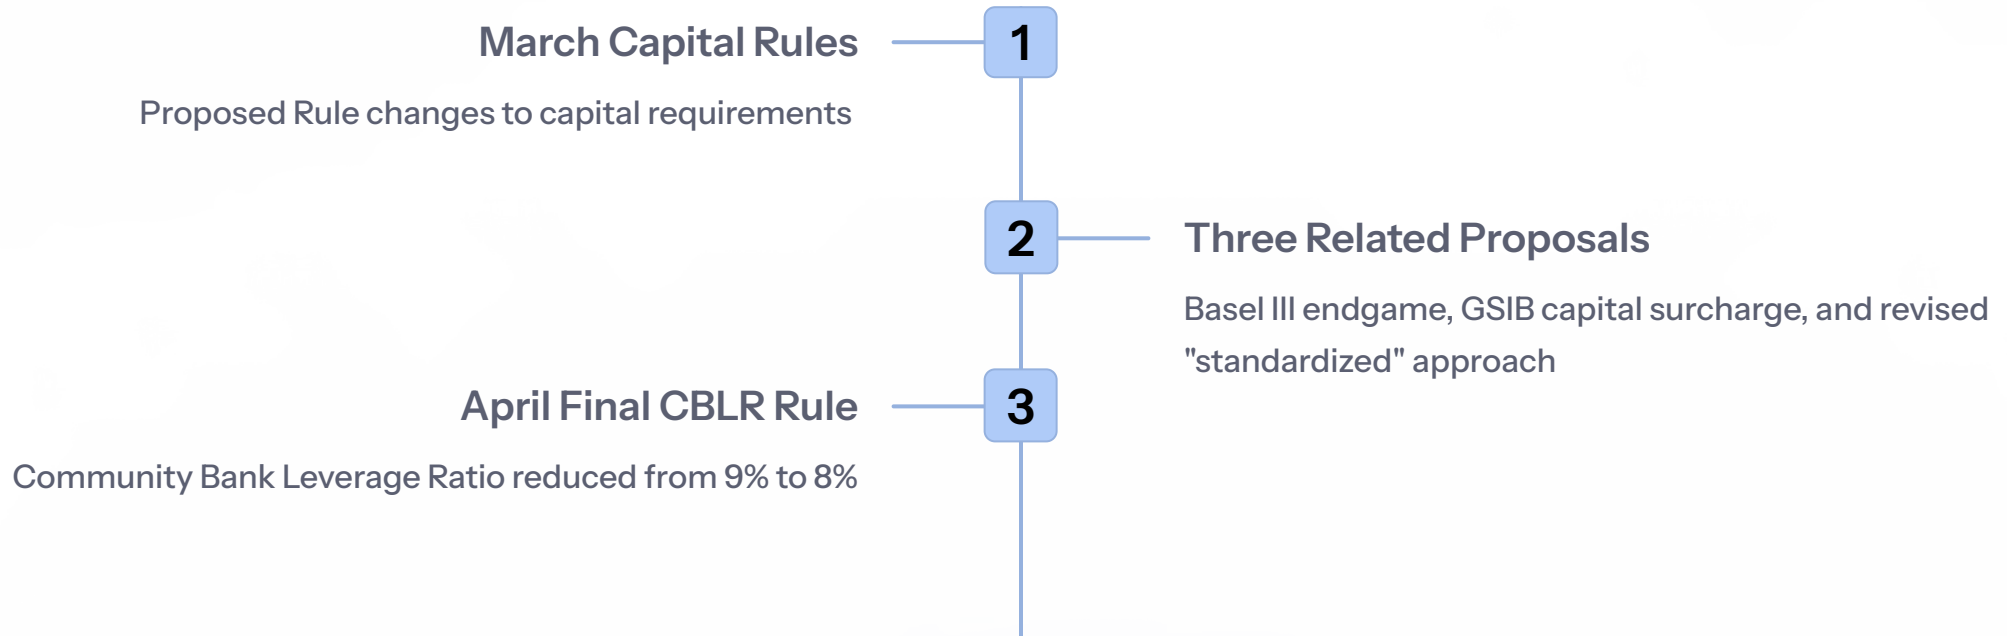 March Capital Rules
1
Proposed Rule changes to capital requirements
2
Three Related Proposals
Basel III endgame, GSIB capital surcharge, and revised
"standardized" approach
April Final CBLR Rule
3
Community Bank Leverage Ratio reduced from 9% to 8%